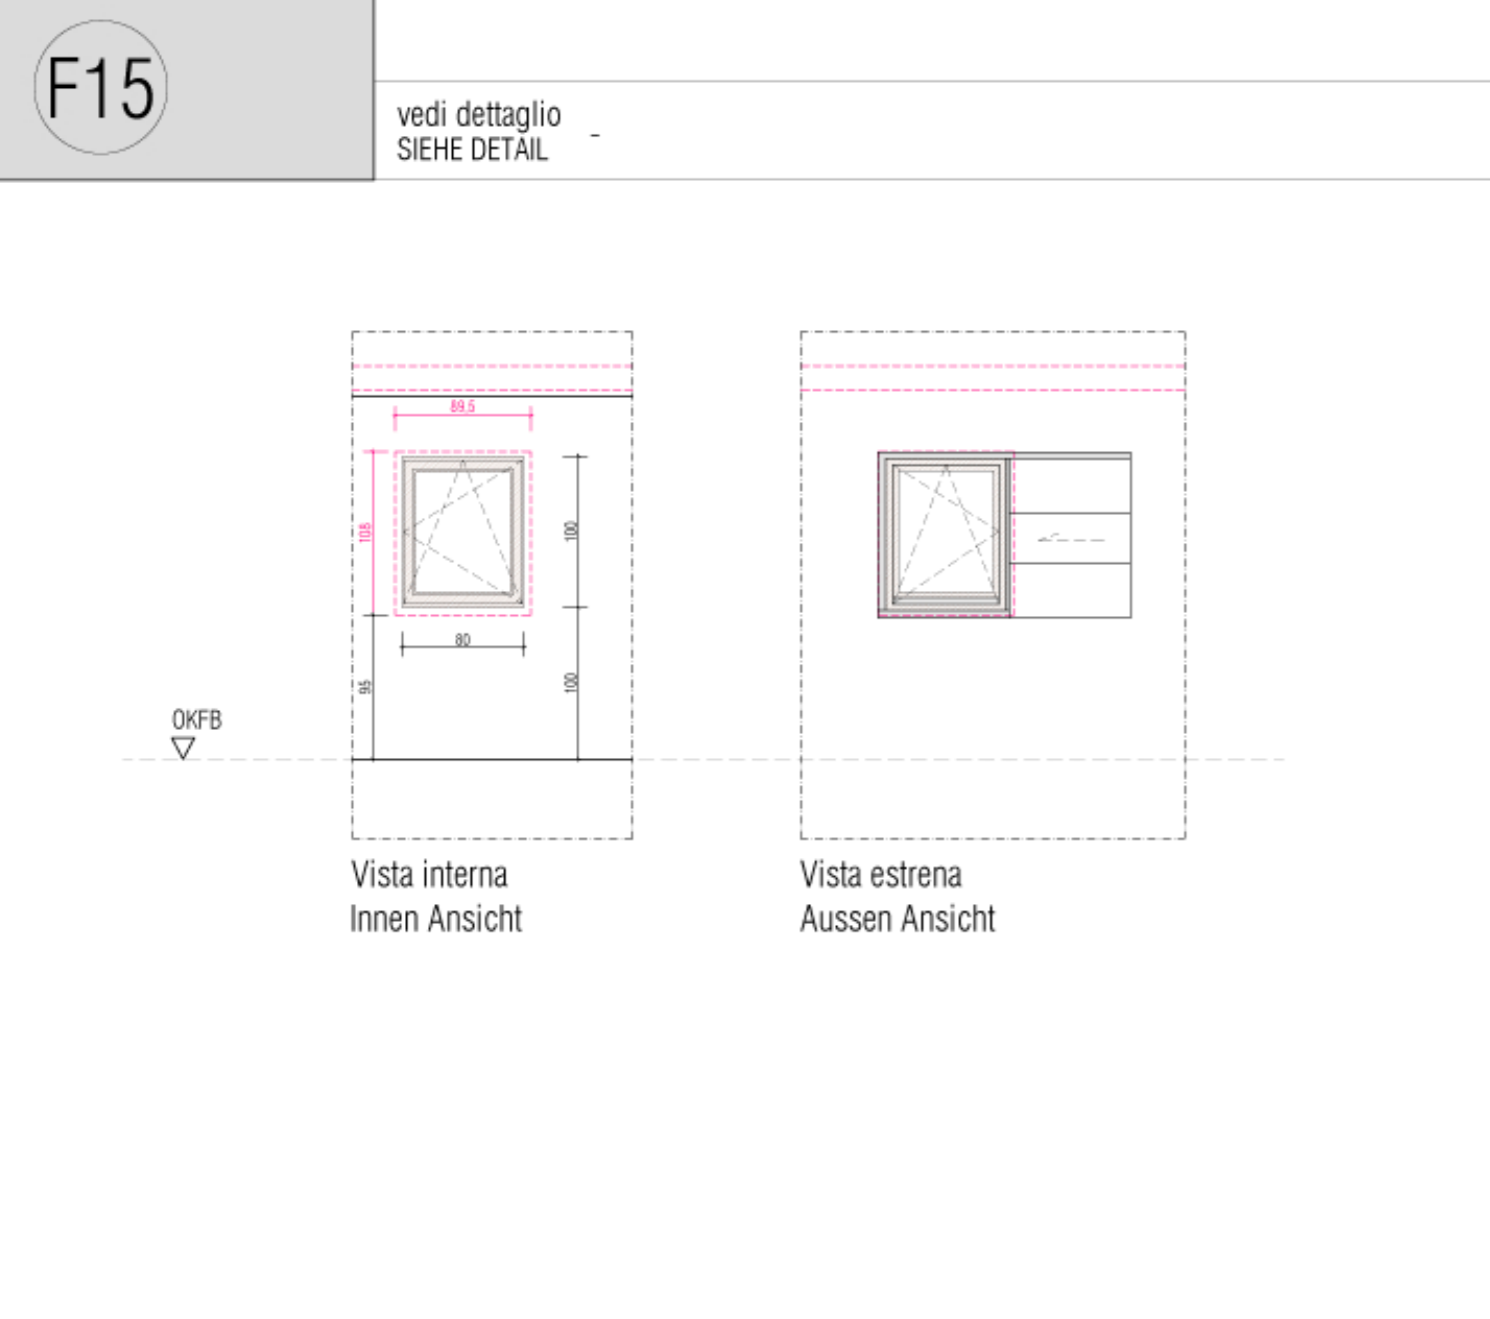 F15
vedi dettaglio
SIEHE DETAIL
-
89,5
108
100
80
95
100
OKFB
Vista interna
Innen Ansicht
Vista estrena
Aussen Ansicht